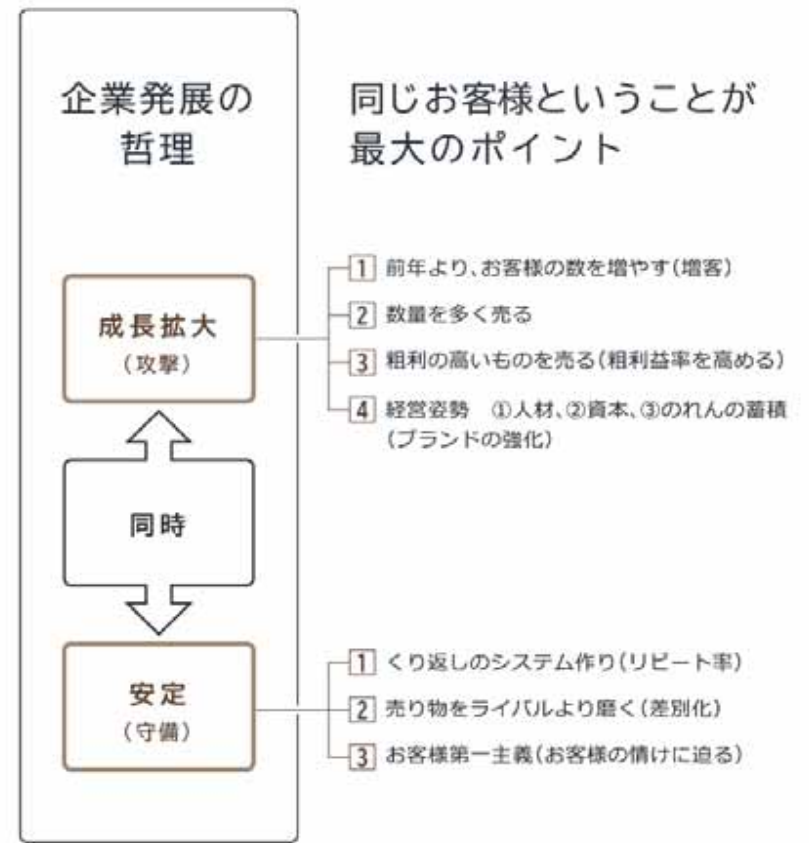 企業発展の
哲理
同じお客様ということが
最大のポイント
成長拡大
（攻撃）
1 前年より、お客様の数を増やす（増客）
2 数量を多く売る
3 粗利の高いものを売る（粗利益率を高める）
4 経営姿勢　①人材、②資本、③のれんの蓄積
（ブランドの強化）
同時
安定
（守備）
1 くり返しのシステム作り（リピート率）
2 売り物をライバルより磨く（差別化）
3 お客様第一主義（お客様の情けに迫る）